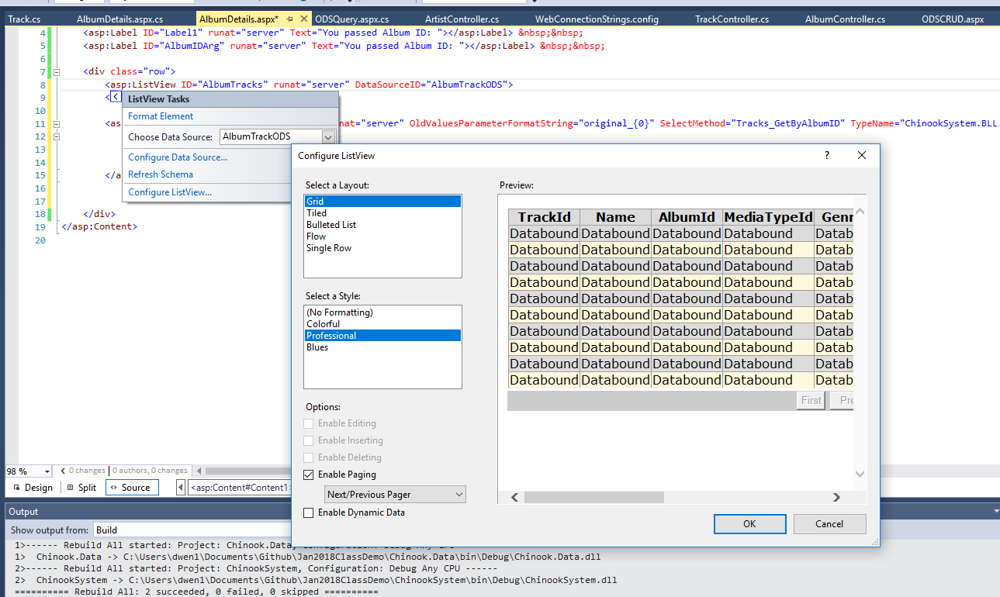 Track.cs AlbumDetails.aspx.cs AlbumDetails.aspx* ODSQuery.aspx.cs ArtistController.cs WebConnectionStrings.config TrackController.cs AlbumController.cs ODSCRUD.aspx
4 <asp:Label ID="Label1" runat="server" Text="You passed Album ID: "></asp:Label> &nbsp;&nbsp;
5 <asp:Label ID="AlbumIDArg" runat="server" Text="You passed Album ID: "></asp:Label> &nbsp;&nbsp;
6
7 <div class="row">
8 <asp:ListView ID="AlbumTracks" runat="server" DataSourceID="AlbumTrackODS">
9 <
10
11 <as nat="server" OldValuesParameterFormatString="original_{0}" SelectMethod="Tracks_GetByAlbumID" TypeName="ChinookSystem.BLL.
12
13
14
15 </a
16
17
18 </div>
19 </asp:Content>
20
ListView Tasks
Format Element
Choose Data Source: AlbumTrackODS
Configure Data Source...
Refresh Schema
Configure ListView...
Configure ListView ?
Select a Layout:
Grid
Tiled
Bulleted List
Flow
Single Row
Select a Style:
(No Formatting)
Colorful
Professional
Blues
Options:
Enable Editing
Enable Inserting
Enable Deleting
Enable Paging
Next/Previous Pager
Enable Dynamic Data
Preview:
TrackId Name AlbumId MediaTypeId Genr
Databound Databound Databound Databound Datab
Databound Databound Databound Databound Datab
Databound Databound Databound Databound Datab
Databound Databound Databound Databound Datab
Databound Databound Databound Databound Datab
Databound Databound Databound Databound Datab
Databound Databound Databound Databound Datab
Databound Databound Databound Databound Datab
Databound Databound Databound Databound Datab
Databound Databound Databound Databound Datab
First Pre
OK Cancel
98 % 0 changes | 0 authors, 0 changes
Design Split Source <asp:Content#Content1>
Output
Show output from: Build
1>------ Rebuild All started: Project: Chinook.Data, Configuration: Debug Any CPU ------
1> Chinook.Data -> C:\Users\dwen1\Documents\Github\Jan2018ClassDemo\Chinook.Data\bin\Debug\Chinook.Data.dll
2>------ Rebuild All started: Project: ChinookSystem, Configuration: Debug Any CPU ------
2> ChinookSystem -> C:\Users\dwen1\Documents\Github\Jan2018ClassDemo\ChinookSystem\bin\Debug\ChinookSystem.dll
========== Rebuild All: 2 succeeded, 0 failed, 0 skipped ==========